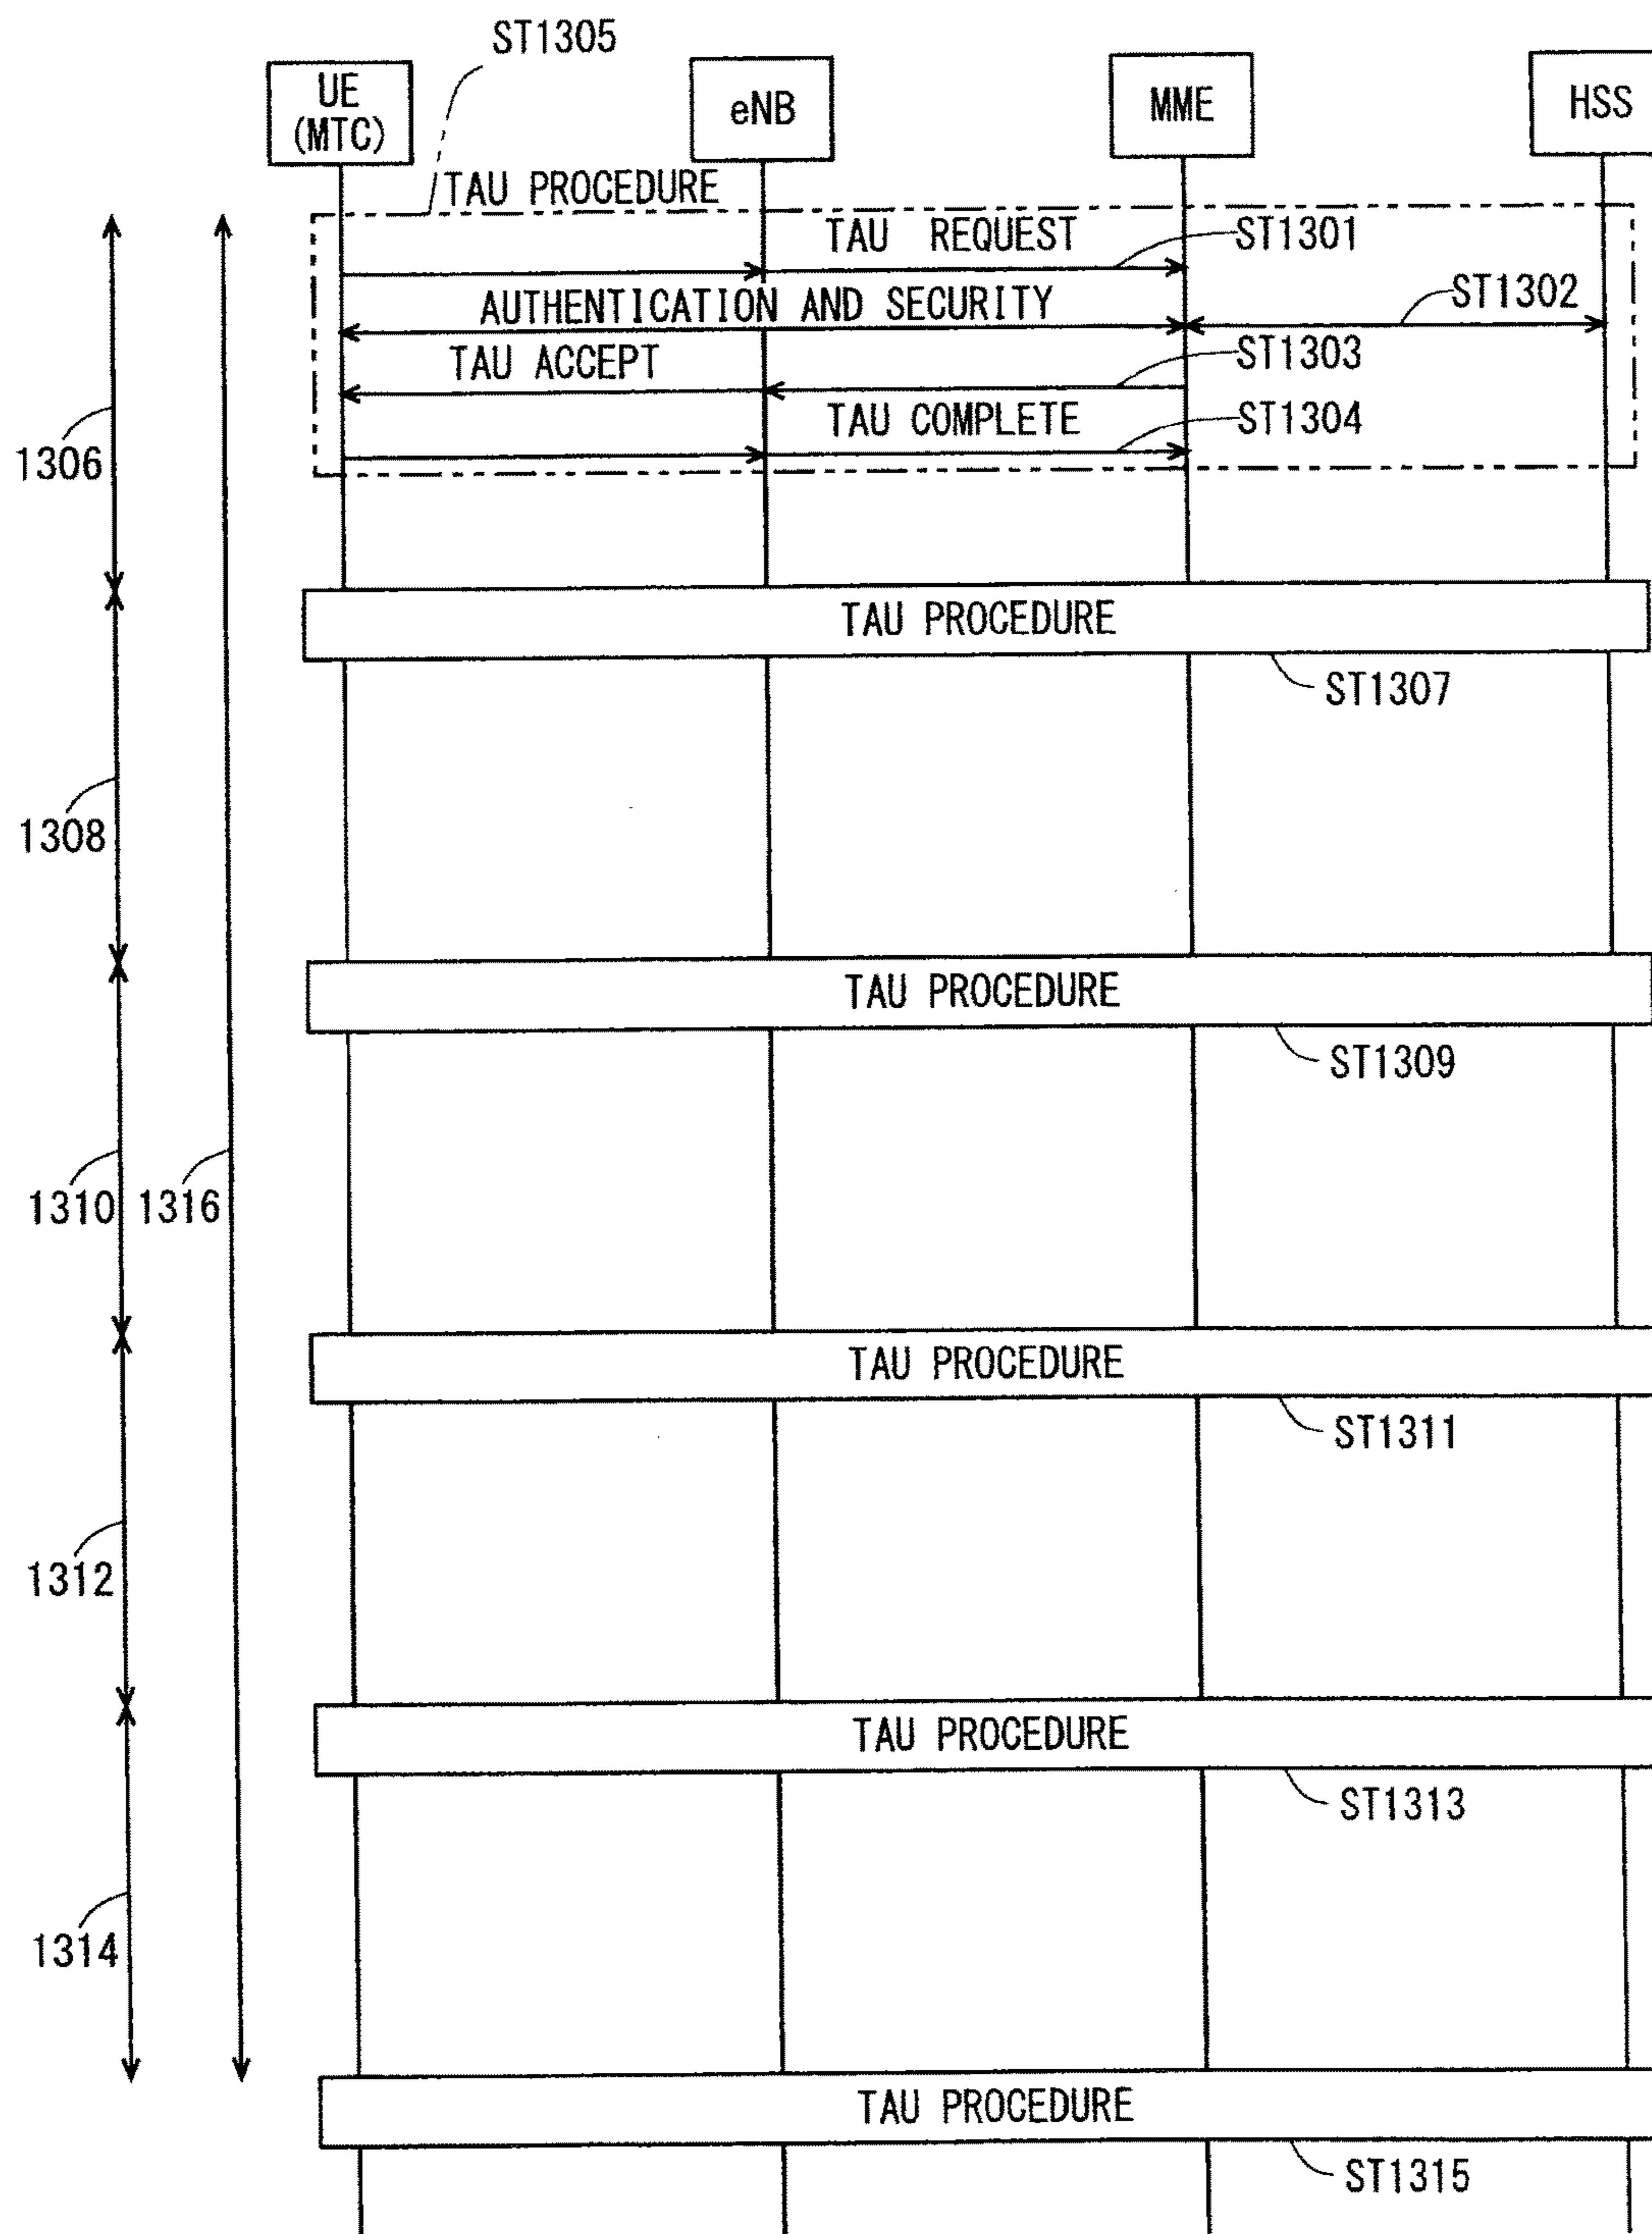 ST1305
UE
(MTC)
eNB
MME
HSS
TAU PROCEDURE
TAU REQUEST
ST1301
AUTHENTICATION AND SECURITY
ST1302
TAU ACCEPT
ST1303
TAU COMPLETE
ST1304
1306
TAU PROCEDURE
ST1307
1308
TAU PROCEDURE
ST1309
1310
1316
TAU PROCEDURE
ST1311
1312
TAU PROCEDURE
ST1313
1314
TAU PROCEDURE
ST1315